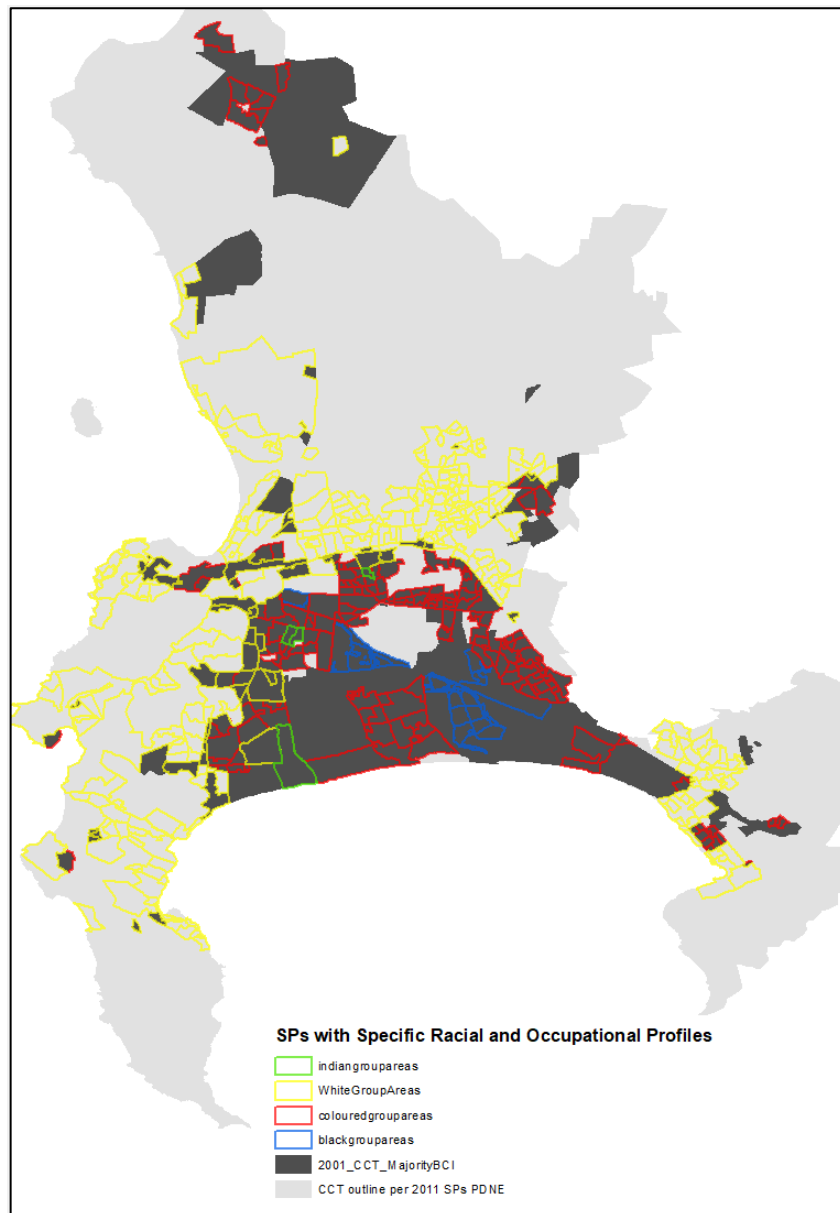 SPs with Specific Racial and Occupational Profiles
indiangroupareas
WhiteGroupAreas
colouredgroupareas
blackgroupareas
2001_CCT_MajorityBCI
CCT outline per 2011 SPs PDNE